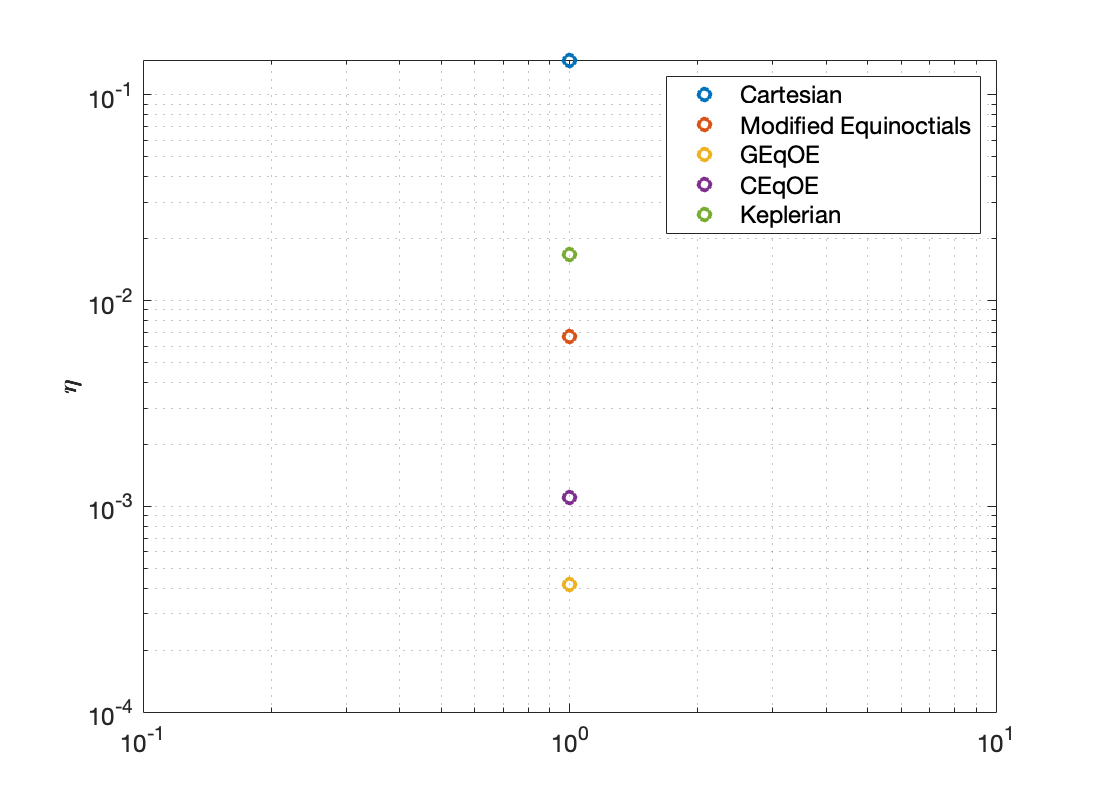 10^-1
Cartesian
Modified Equinoctials
GEqOE
CEqOE
Keplerian
10^-2
η
10^-3
10^-4
10^-1 10^0 10^1